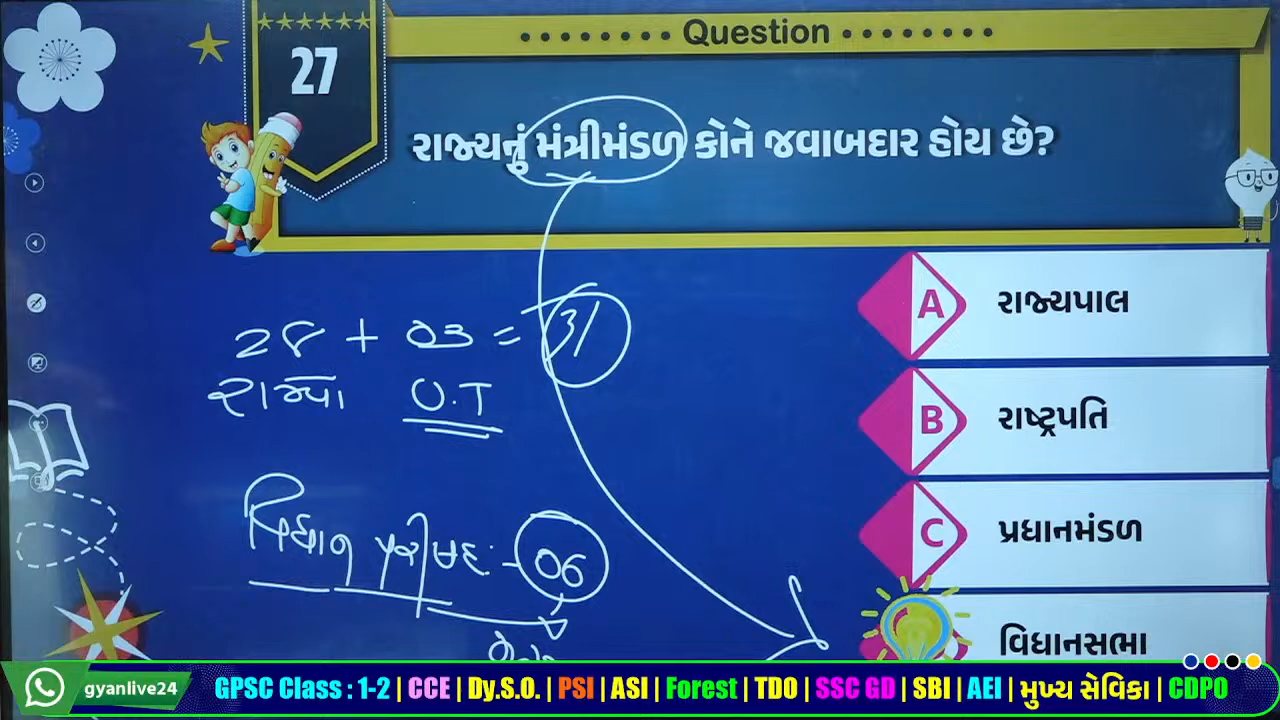 Question
27
રાજ્યનું મંત્રીમંડળ કોને જવાબદાર હોય છે?
A રાજ્યપાલ
B રાષ્ટ્રપતિ
C પ્રધાનમંડળ
વિધાનસભા
28 + 03 = 31
રાજ્યો U.T
વિધાન પરીષદ - 06
gyanlive24
GPSC Class : 1-2 | CCE | Dy.S.O. | PSI | ASI | Forest | TDO | SSC GD | SBI | AEI | મુખ્ય સેવિકા | CDPO